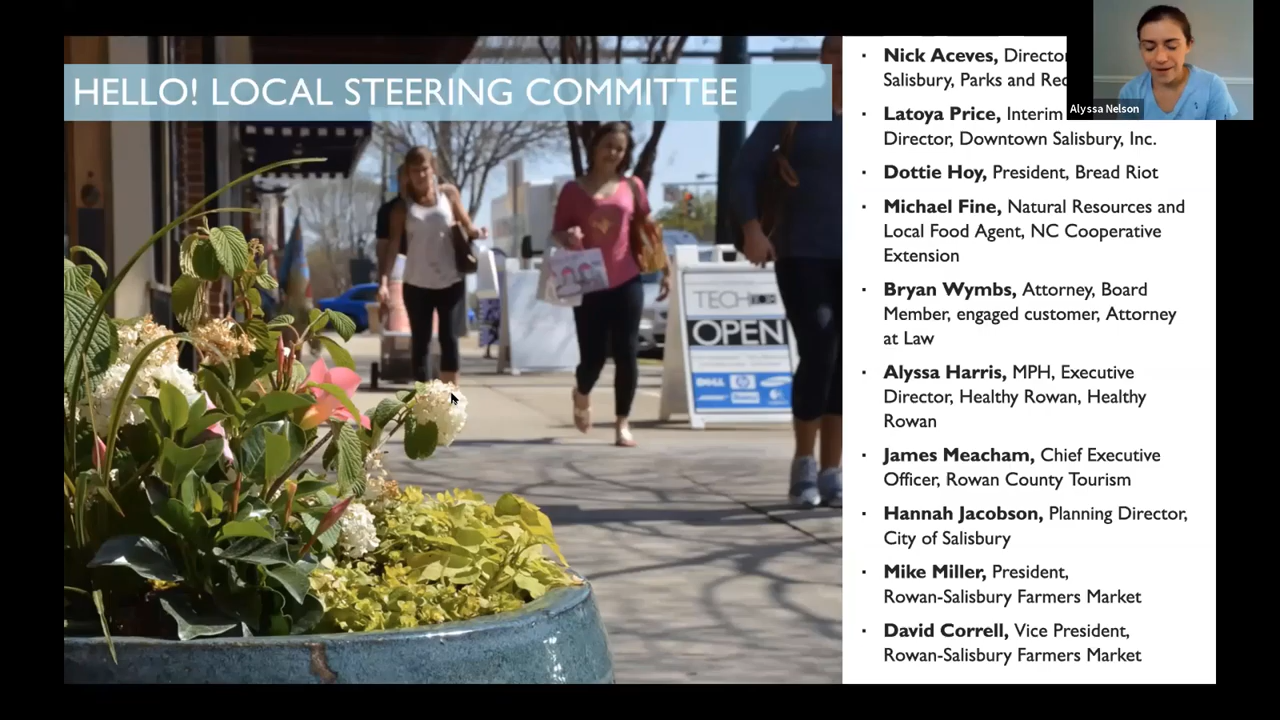 HELLO! LOCAL STEERING COMMITTEE
Nick Aceves, Director
Salisbury, Parks and Rec
Latoya Price, Interim
Director, Downtown Salisbury, Inc.
Dottie Hoy, President, Bread Riot
Michael Fine, Natural Resources and
Local Food Agent, NC Cooperative
Extension
Bryan Wymbs, Attorney, Board
Member, engaged customer, Attorney
at Law
Alyssa Harris, MPH, Executive
Director, Healthy Rowan, Healthy
Rowan
James Meacham, Chief Executive
Officer, Rowan County Tourism
Hannah Jacobson, Planning Director,
City of Salisbury
Mike Miller, President,
Rowan-Salisbury Farmers Market
David Correll, Vice President,
Rowan-Salisbury Farmers Market
Alyssa Nelson
TECH
OPEN
DELL hp